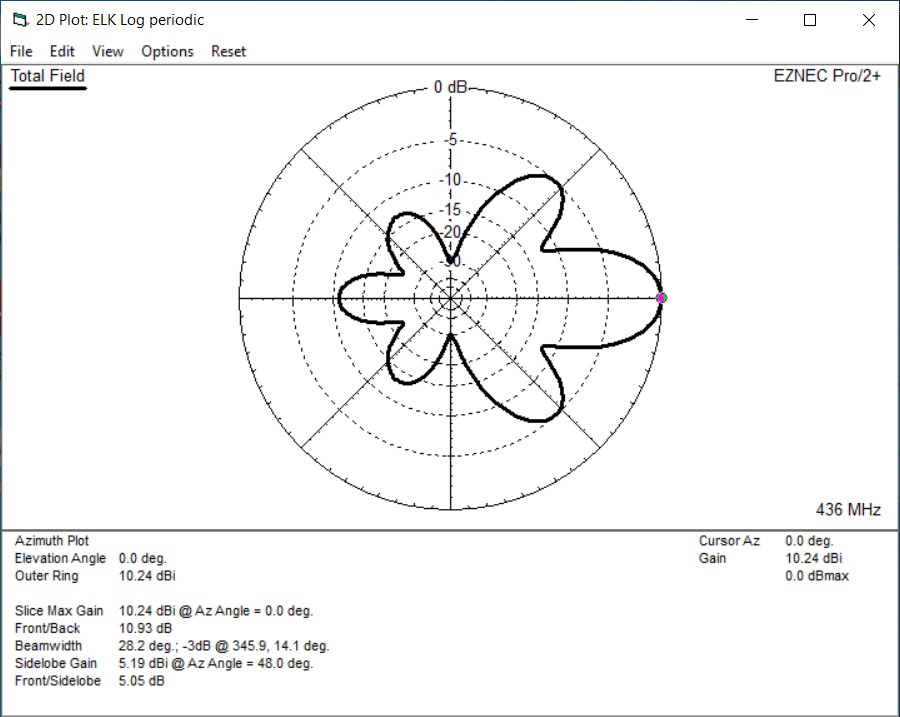 2D Plot: ELK Log periodic
File Edit View Options Reset
Total Field
EZNEC Pro/2+
0 dB
-5
-10
-15
-20
-30
436 MHz
Azimuth Plot
Elevation Angle 0.0 deg.
Outer Ring 10.24 dBi
Cursor Az 0.0 deg.
Gain 10.24 dBi
0.0 dBmax
Slice Max Gain 10.24 dBi @ Az Angle = 0.0 deg.
Front/Back 10.93 dB
Beamwidth 28.2 deg.; -3dB @ 345.9, 14.1 deg.
Sidelobe Gain 5.19 dBi @ Az Angle = 48.0 deg.
Front/Sidelobe 5.05 dB